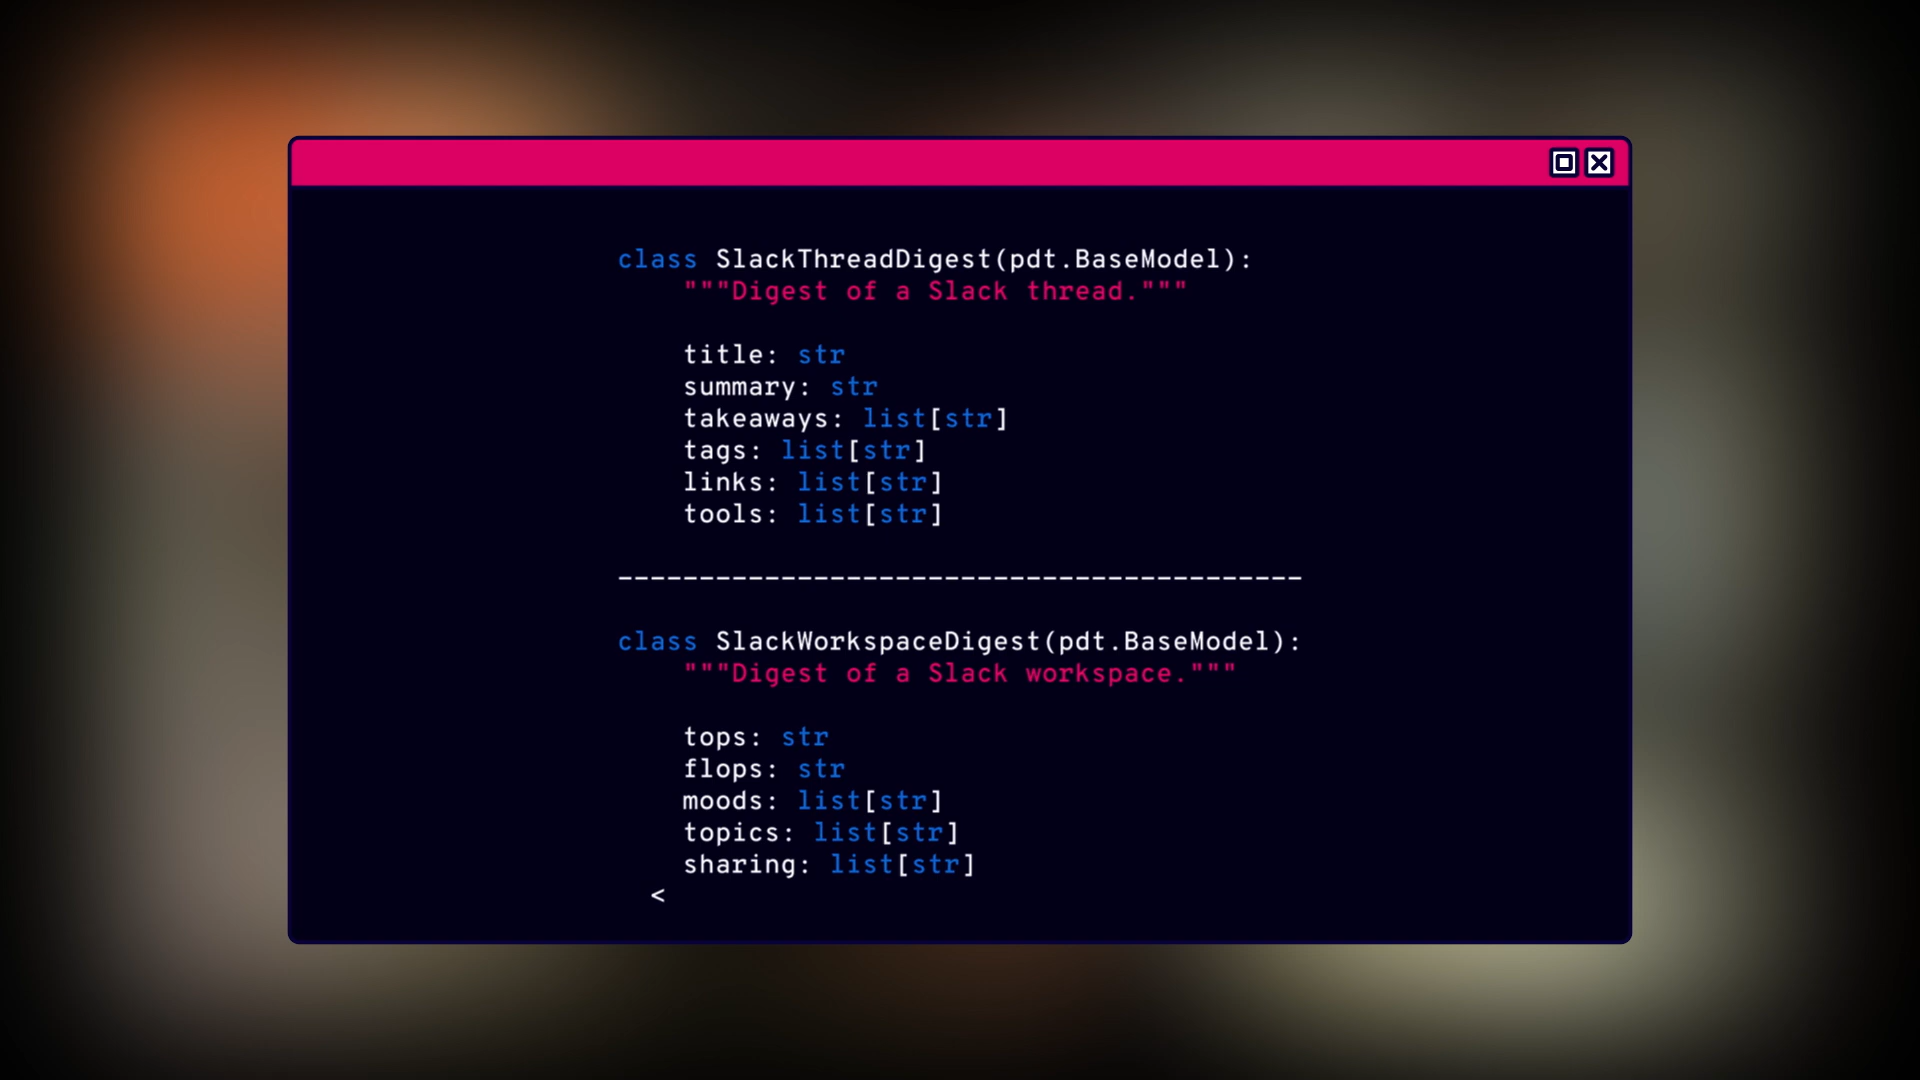 class SlackThreadDigest(pdt.BaseModel):
    """Digest of a Slack thread."""
    title: str
    summary: str
    takeaways: list[str]
    tags: list[str]
    links: list[str]
    tools: list[str]
------------------------------------------
class SlackWorkspaceDigest(pdt.BaseModel):
    """Digest of a Slack workspace."""
    tops: str
    flops: str
    moods: list[str]
    topics: list[str]
    sharing: list[str]
  <